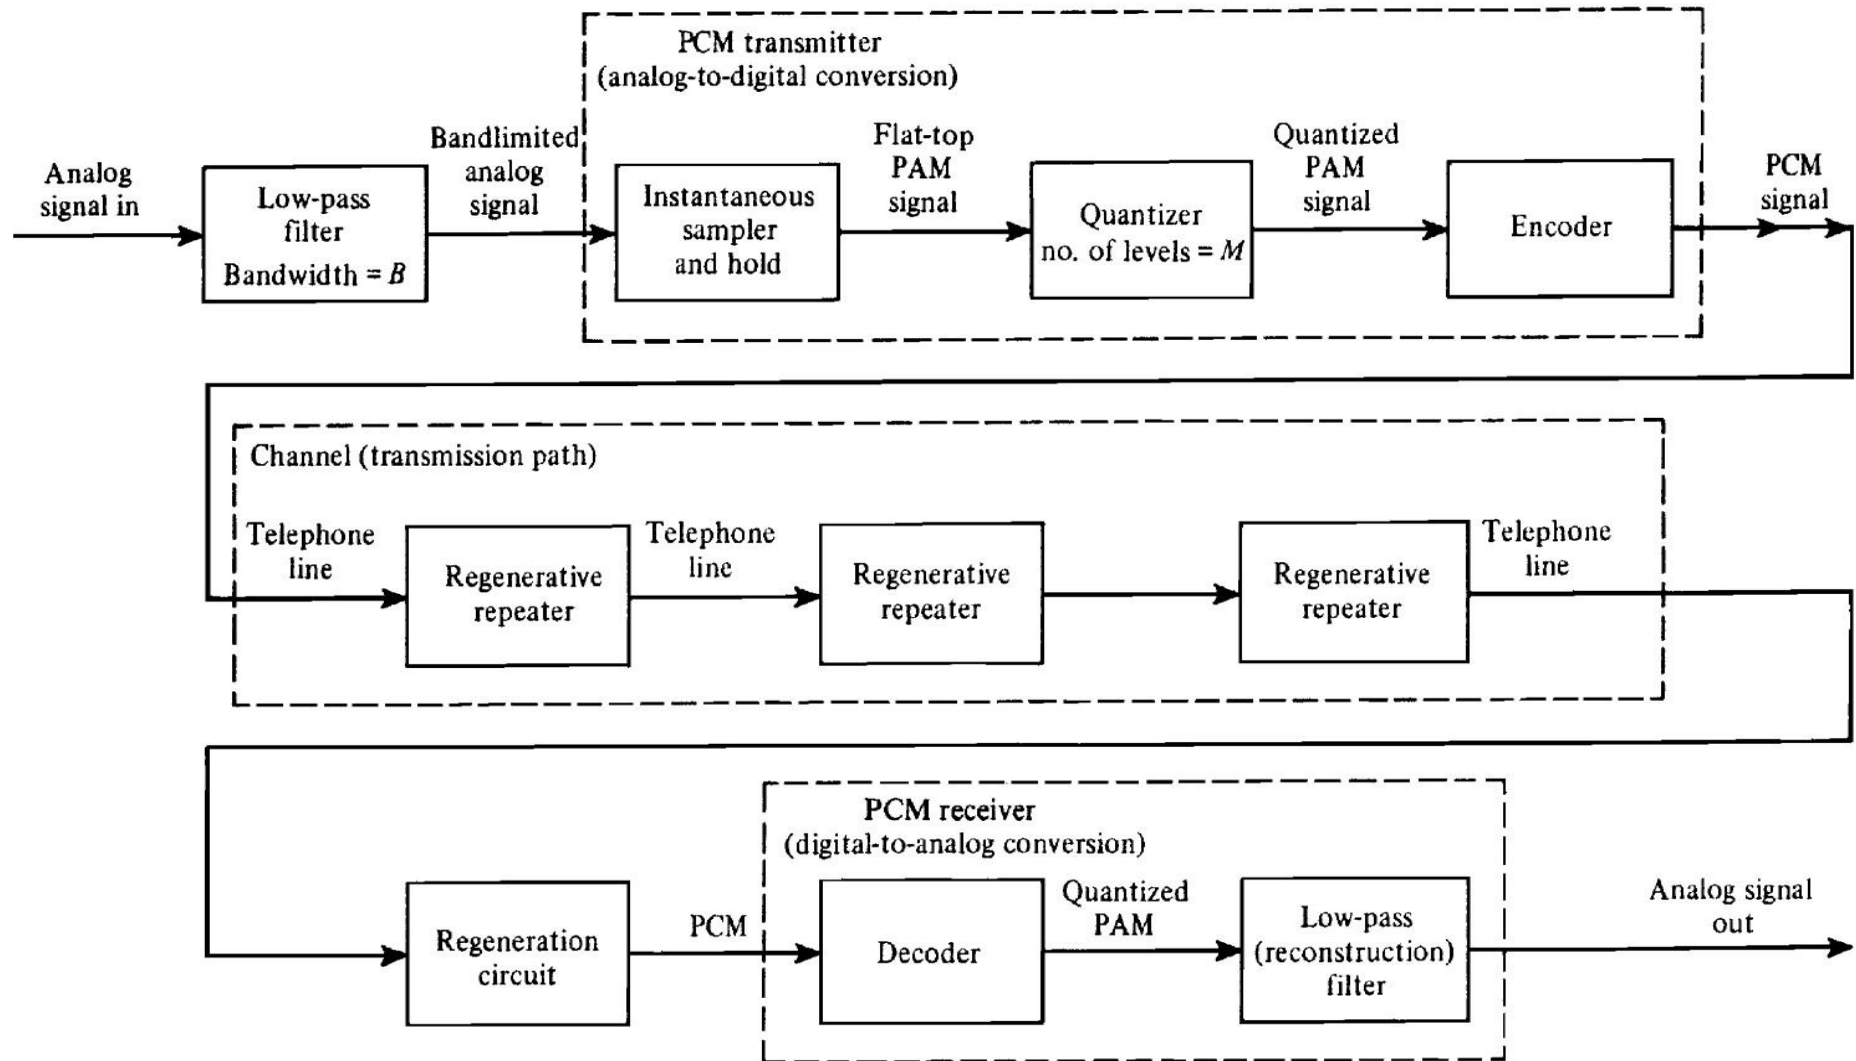 PCM transmitter
(analog-to-digital conversion)
Analog
signal in
Low-pass
filter
Bandwidth = B
Bandlimited
analog
signal
Instantaneous
sampler
and hold
Flat-top
PAM
signal
Quantizer
no. of levels = M
Quantized
PAM
signal
Encoder
PCM
signal
Channel (transmission path)
Telephone
line
Regenerative
repeater
Telephone
line
Regenerative
repeater
Regenerative
repeater
Telephone
line
PCM receiver
(digital-to-analog conversion)
Regeneration
circuit
PCM
Decoder
Quantized
PAM
Low-pass
(reconstruction)
filter
Analog signal
out